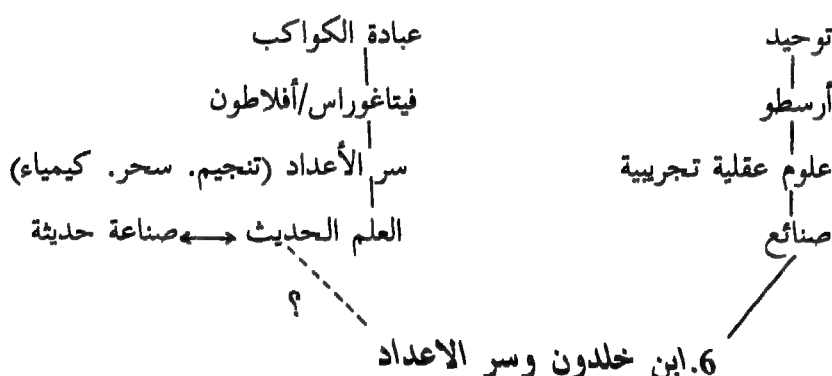 توحيد عبادة الكواكب
أرسطو فيتاغوراس/أفلاطون
علوم عقلية تجريبية سر الأعداد (تنجيم. سحر. كيمياء)
صنائع العلم الحديث ⟷ صناعة حديثة
؟
6.ابن خلدون وسر الاعداد